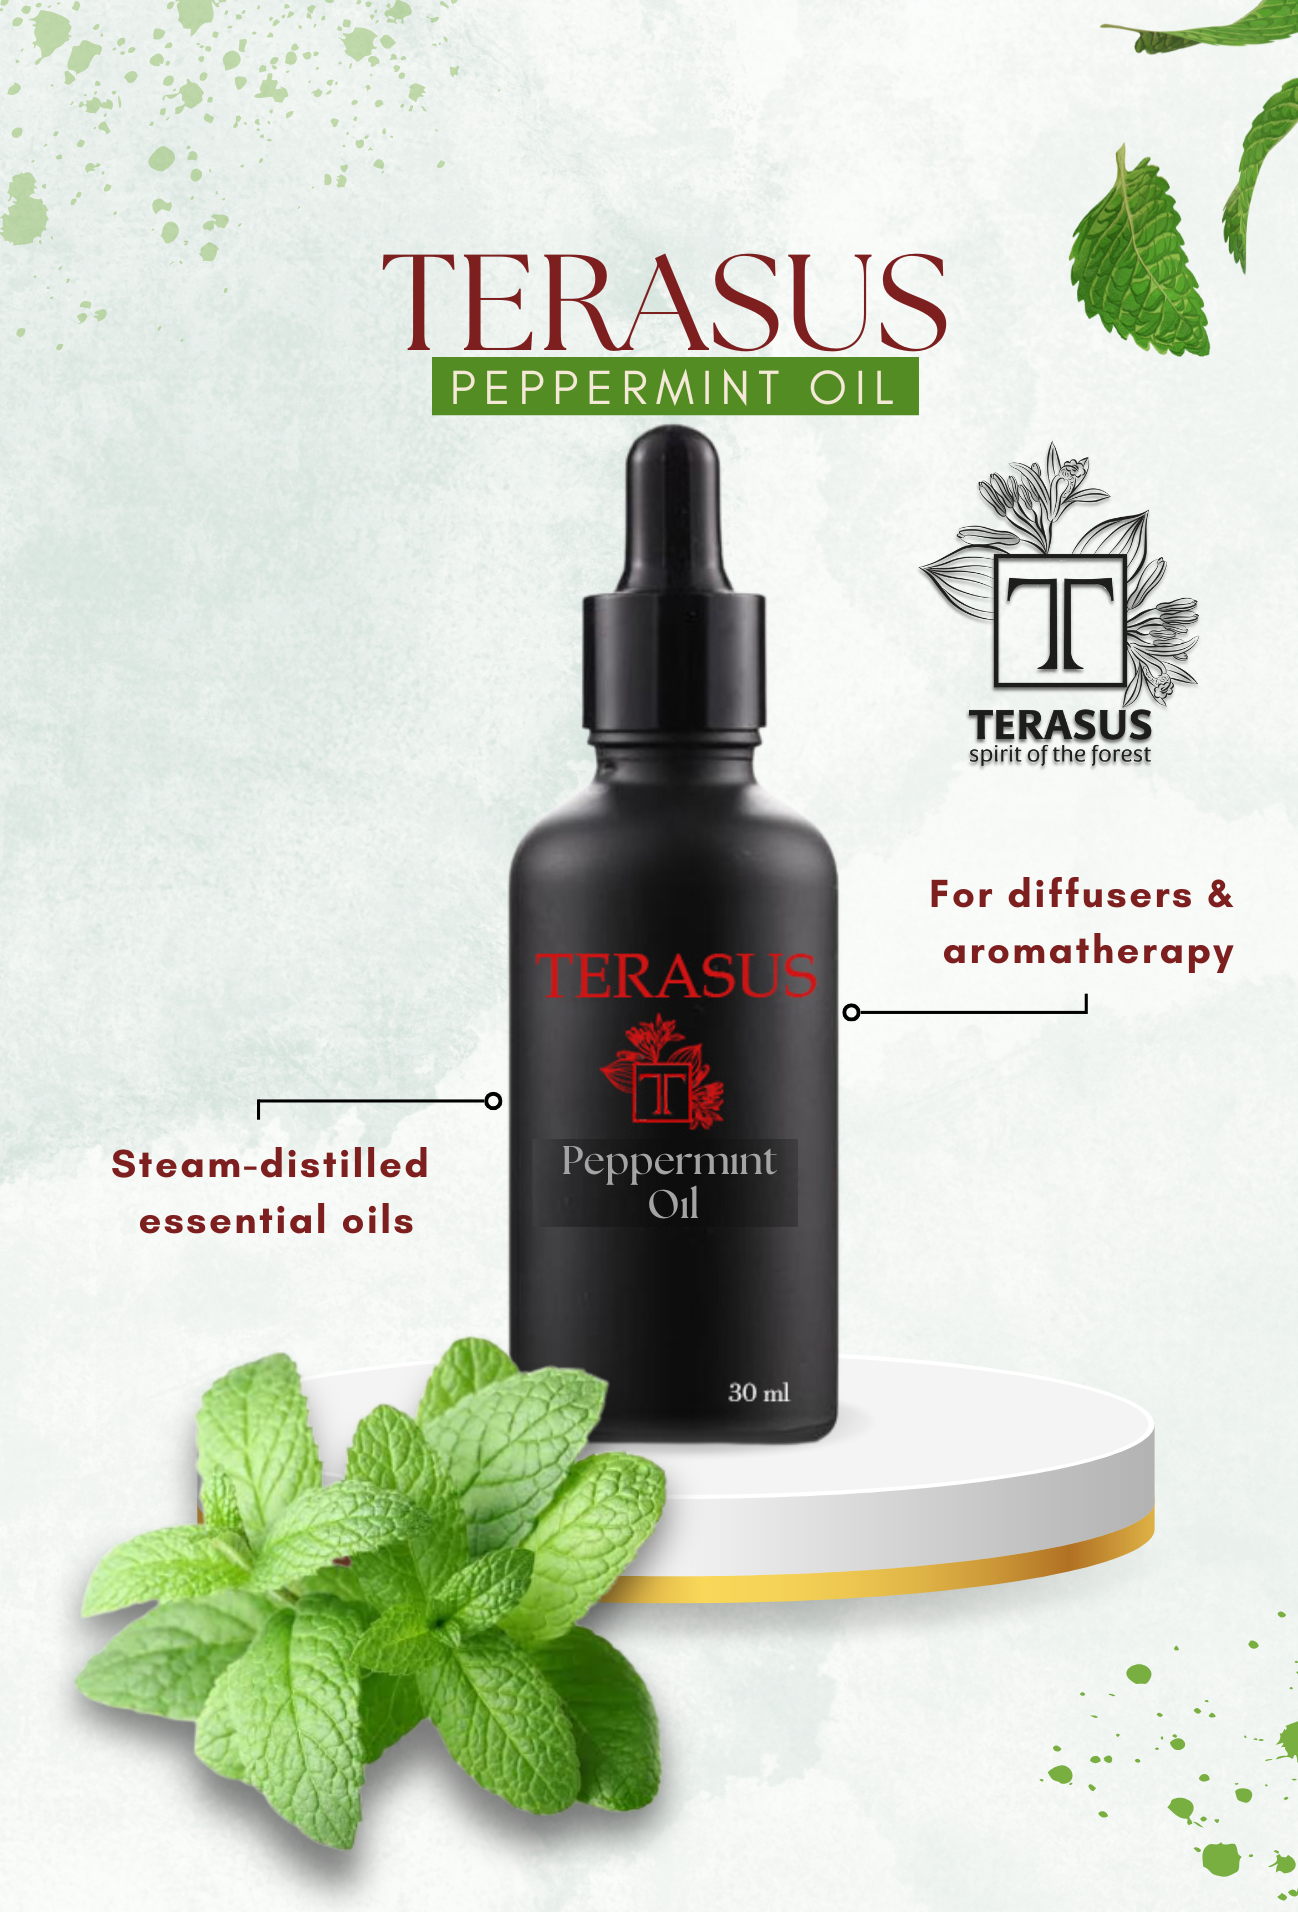 TERASUS
PEPPERMINT OIL
T
TERASUS
spirit of the forest
For diffusers &
aromatherapy
TERASUS
T
Peppermint
Oil
Steam-distilled
essential oils
30 ml